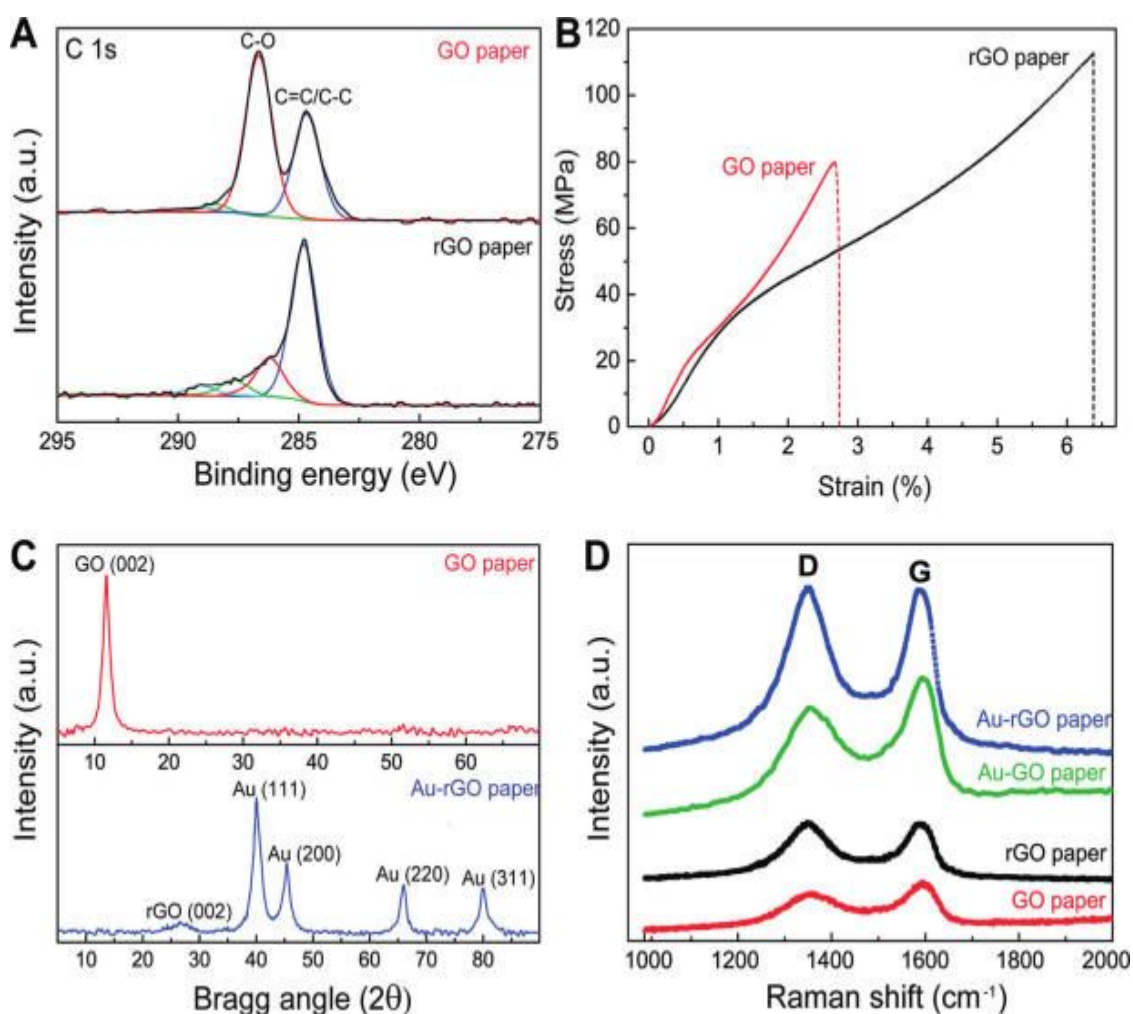 A
C 1s
C-O
GO paper
C=C/C-C
rGO paper
Intensity (a.u.)
295 290 285 280 275
Binding energy (eV)
B
120
100
80
60
40
20
0
rGO paper
GO paper
Stress (MPa)
0 1 2 3 4 5 6
Strain (%)
C
GO (002)
GO paper
10 20 30 40 50 60
Au (111)
Au-rGO paper
Au (200)
Au (220)
Au (311)
rGO (002)
Intensity (a.u.)
10 20 30 40 50 60 70 80
Bragg angle (2θ)
D
D
G
Au-rGO paper
Au-GO paper
rGO paper
GO paper
Intensity (a.u.)
1000 1200 1400 1600 1800 2000
Raman shift (cm⁻¹)